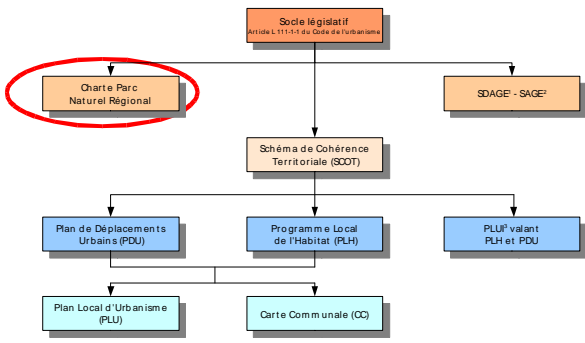 Socle législatif
Article L 111-1-1 du Code de l'urbanisme
Charte Parc
Naturel Régional
SDAGE¹ - SAGE²
Schéma de Cohérence
Territoriale (SCOT)
Plan de Déplacements
Urbains (PDU)
Programme Local
de l'Habitat (PLH)
PLUI³ valant
PLH et PDU
Plan Local d'Urbanisme
(PLU)
Carte Communale (CC)